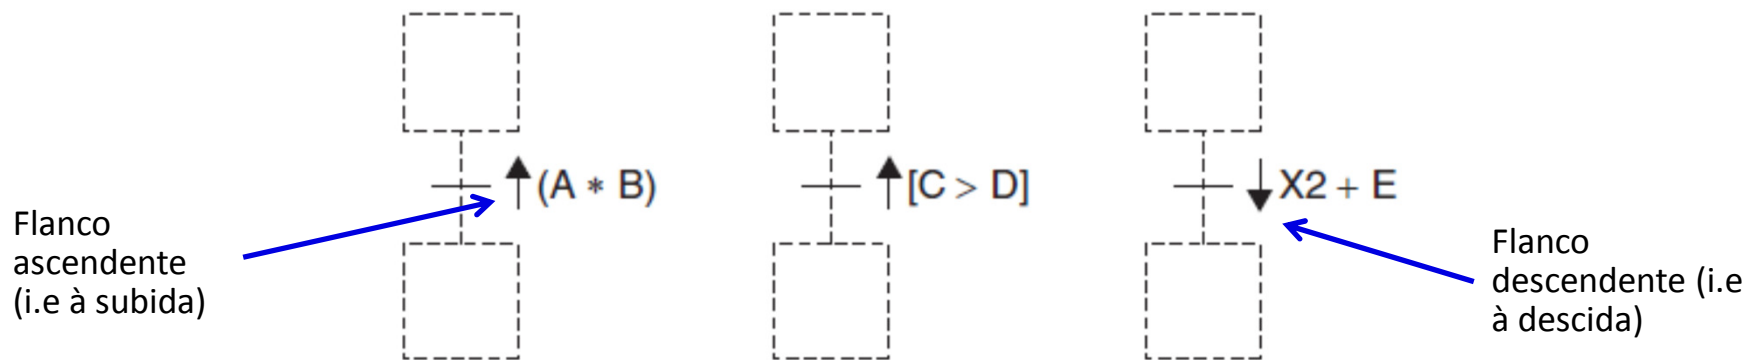 ↑(A * B)
↑[C > D]
↓X2 + E
Flanco
ascendente
(i.e à subida)
Flanco
descendente (i.e
à descida)